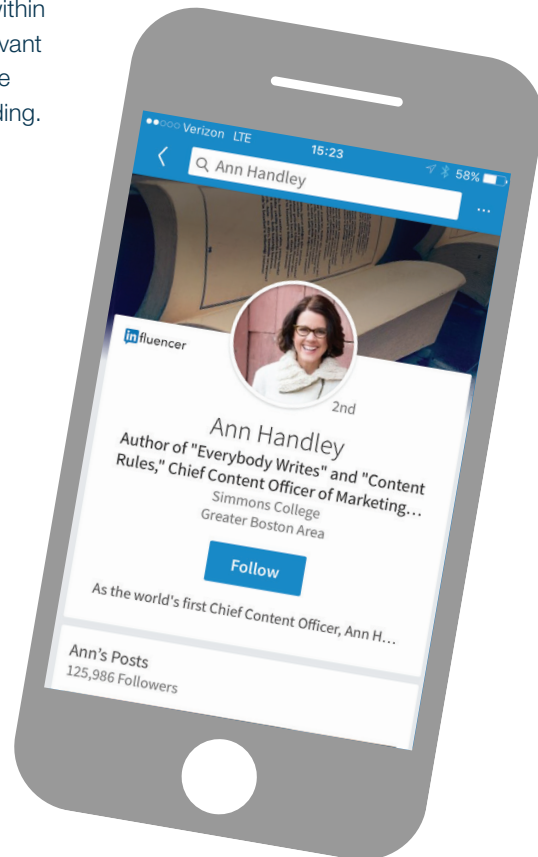 within
vant
e
ding.
Verizon LTE 15:23 58%
Ann Handley
...
influencer
2nd
Ann Handley
Author of "Everybody Writes" and "Content
Rules," Chief Content Officer of Marketing…
Simmons College
Greater Boston Area
Follow
As the world's first Chief Content Officer, Ann H…
Ann's Posts
125,986 Followers